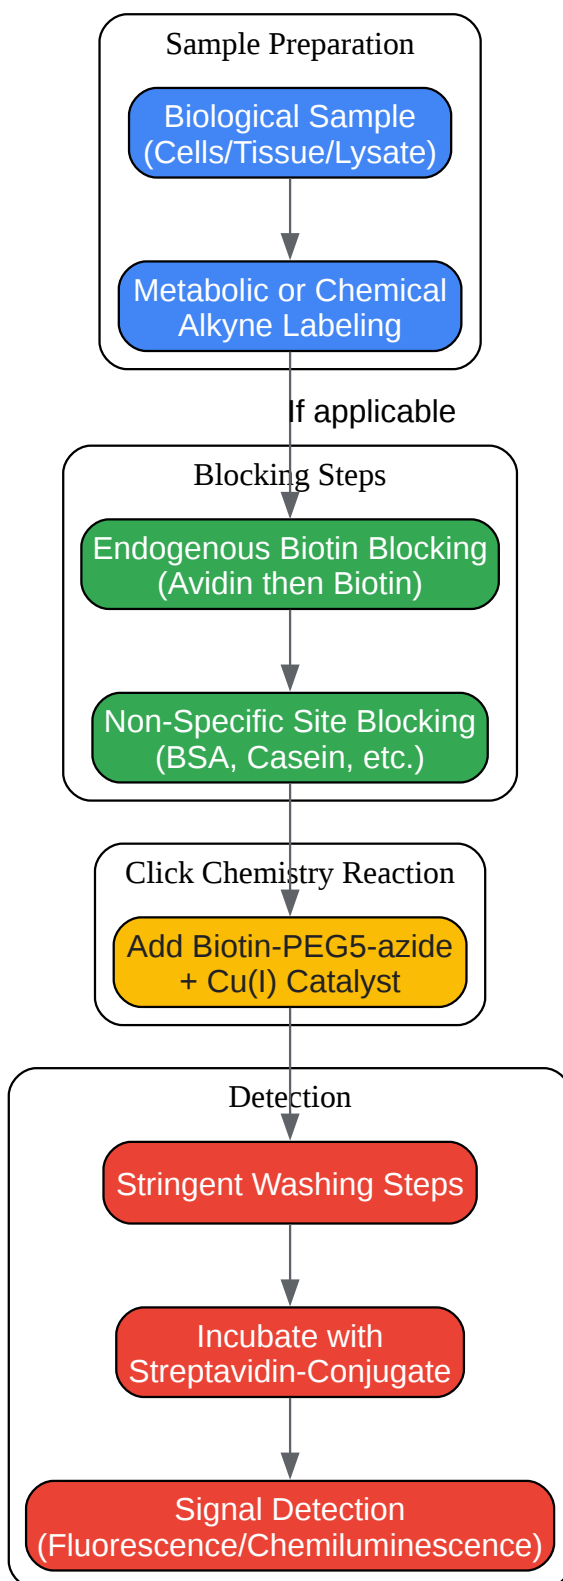 Sample Preparation
Biological Sample
(Cells/Tissue/Lysate)
Metabolic or Chemical
Alkyne Labeling
If applicable
Blocking Steps
Endogenous Biotin Blocking
(Avidin then Biotin)
Non-Specific Site Blocking
(BSA, Casein, etc.)
Click Chemistry Reaction
Add Biotin-PEG5-azide
+ Cu(I) Catalyst
Detection
Stringent Washing Steps
Incubate with
Streptavidin-Conjugate
Signal Detection
(Fluorescence/Chemiluminescence)